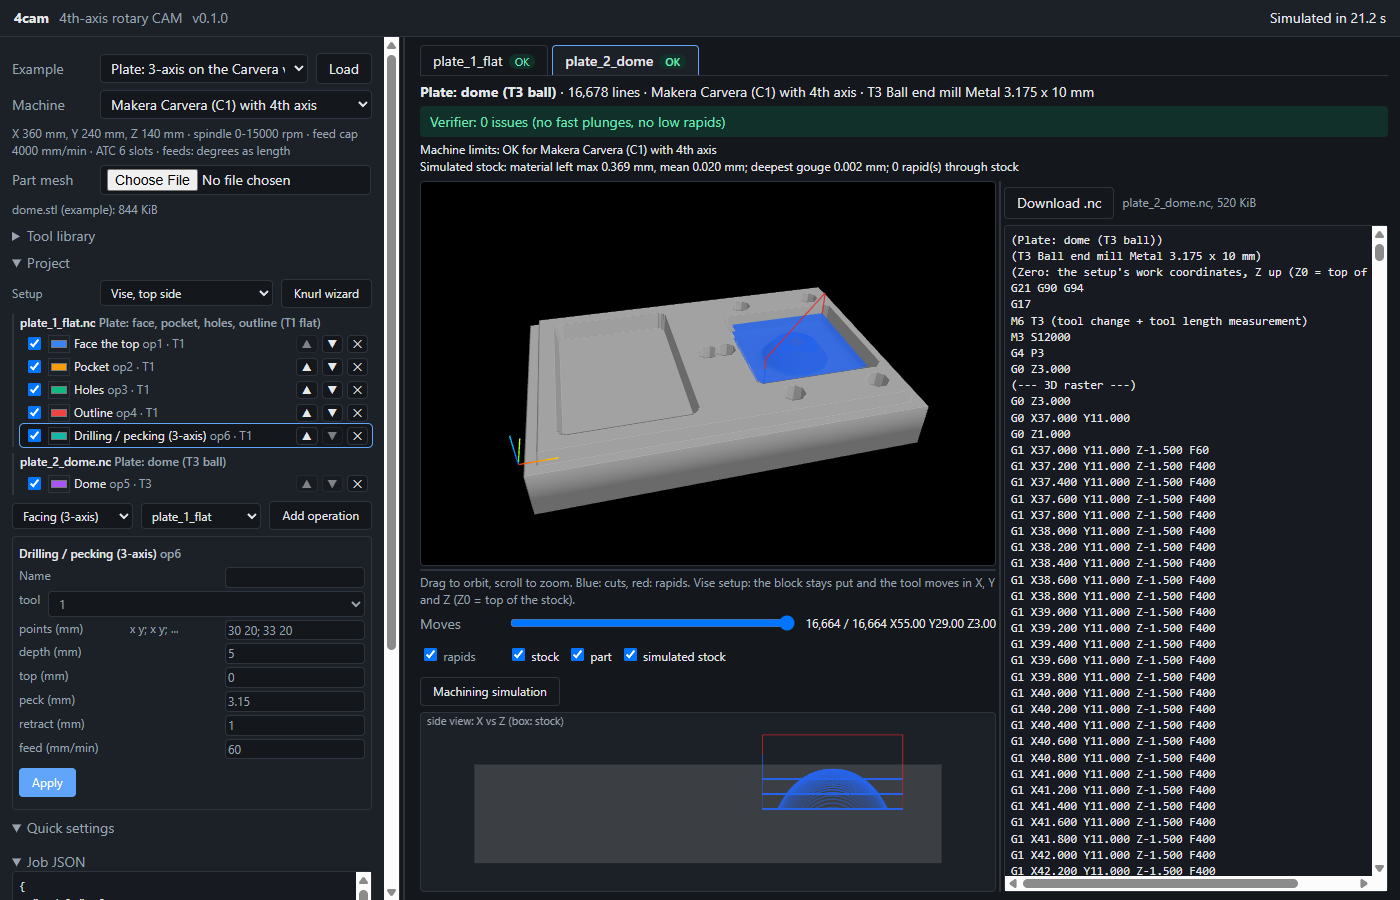 4cam 4th-axis rotary CAM v0.1.0
Simulated in 21.2 s
Example Plate: 3-axis on the Carvera v Load
Machine Makera Carvera (C1) with 4th axis
X 360 mm, Y 240 mm, Z 140 mm · spindle 0-15000 rpm · feed cap
4000 mm/min · ATC 6 slots · feeds: degrees as length
Part mesh Choose File No file chosen
dome.stl (example): 844 KiB
Tool library
Project
Setup Vise, top side Knurl wizard
plate_1_flat.nc Plate: face, pocket, holes, outline (T1 flat)
Face the top op1 · T1
Pocket op2 · T1
Holes op3 · T1
Outline op4 · T1
Drilling / pecking (3-axis) op6 · T1
plate_2_dome.nc Plate: dome (T3 ball)
Dome op5 · T3
Facing (3-axis) plate_1_flat Add operation
Drilling / pecking (3-axis) op6
Name
tool 1
points (mm) x y; x y; ... 30 20; 33 20
depth (mm) 5
top (mm) 0
peck (mm) 3.15
retract (mm) 1
feed (mm/min) 60
Apply
Quick settings
Job JSON
{
plate_1_flat OK plate_2_dome OK
Plate: dome (T3 ball) · 16,678 lines · Makera Carvera (C1) with 4th axis · T3 Ball end mill Metal 3.175 x 10 mm
Verifier: 0 issues (no fast plunges, no low rapids)
Machine limits: OK for Makera Carvera (C1) with 4th axis
Simulated stock: material left max 0.369 mm, mean 0.020 mm; deepest gouge 0.002 mm; 0 rapid(s) through stock
Drag to orbit, scroll to zoom. Blue: cuts, red: rapids. Vise setup: the block stays put and the tool moves in X, Y
and Z (Z0 = top of the stock).
Moves 16,664 / 16,664 X55.00 Y29.00 Z3.00
rapids stock part simulated stock
Machining simulation
side view: X vs Z (box: stock)
Download .nc plate_2_dome.nc, 520 KiB
(Plate: dome (T3 ball))
(T3 Ball end mill Metal 3.175 x 10 mm)
(Zero: the setup's work coordinates, Z up (Z0 = top of
G21 G90 G94
G17
M6 T3 (tool change + tool length measurement)
M3 S12000
G4 P3
G0 Z3.000
(--- 3D raster ---)
G0 Z3.000
G0 X37.000 Y11.000
G0 Z1.000
G1 X37.000 Y11.000 Z-1.500 F60
G1 X37.200 Y11.000 Z-1.500 F400
G1 X37.400 Y11.000 Z-1.500 F400
G1 X37.600 Y11.000 Z-1.500 F400
G1 X37.800 Y11.000 Z-1.500 F400
G1 X38.000 Y11.000 Z-1.500 F400
G1 X38.200 Y11.000 Z-1.500 F400
G1 X38.400 Y11.000 Z-1.500 F400
G1 X38.600 Y11.000 Z-1.500 F400
G1 X38.800 Y11.000 Z-1.500 F400
G1 X39.000 Y11.000 Z-1.500 F400
G1 X39.200 Y11.000 Z-1.500 F400
G1 X39.400 Y11.000 Z-1.500 F400
G1 X39.600 Y11.000 Z-1.500 F400
G1 X39.800 Y11.000 Z-1.500 F400
G1 X40.000 Y11.000 Z-1.500 F400
G1 X40.200 Y11.000 Z-1.500 F400
G1 X40.400 Y11.000 Z-1.500 F400
G1 X40.600 Y11.000 Z-1.500 F400
G1 X40.800 Y11.000 Z-1.500 F400
G1 X41.000 Y11.000 Z-1.500 F400
G1 X41.200 Y11.000 Z-1.500 F400
G1 X41.400 Y11.000 Z-1.500 F400
G1 X41.600 Y11.000 Z-1.500 F400
G1 X41.800 Y11.000 Z-1.500 F400
G1 X42.000 Y11.000 Z-1.500 F400
G1 X42.200 Y11.000 Z-1.500 F400